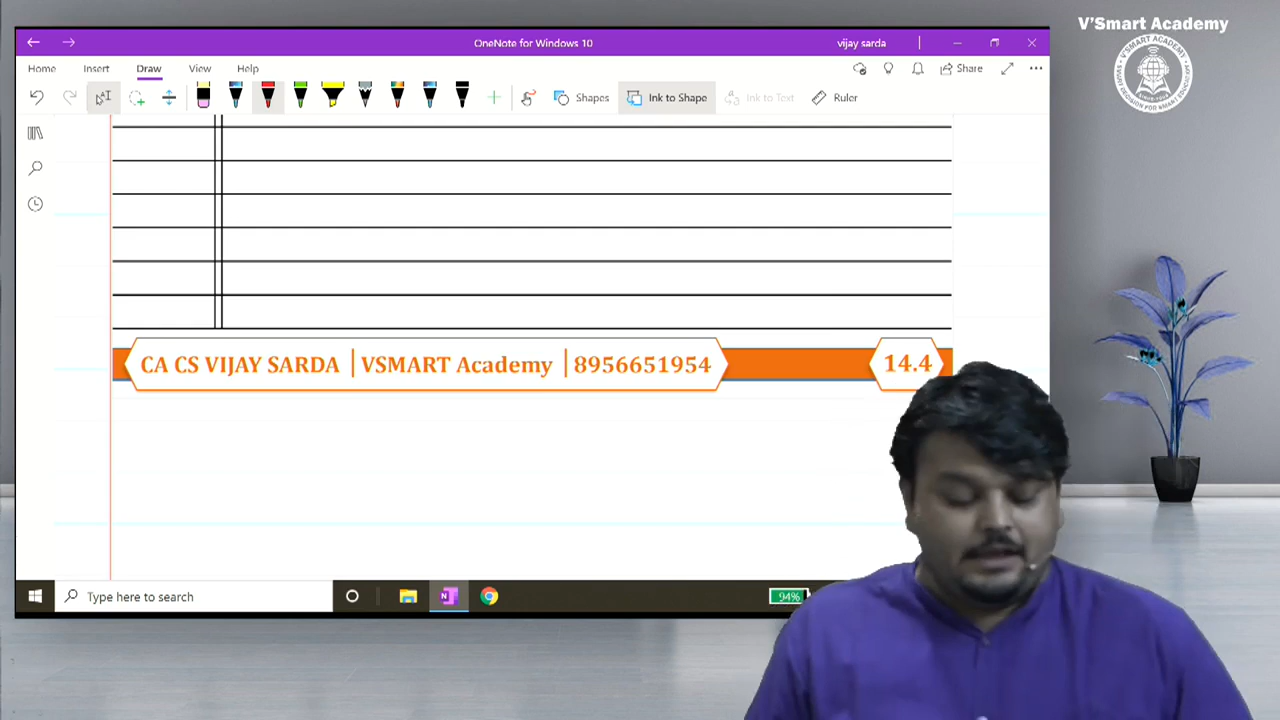 V'Smart Academy
OneNote for Windows 10
vijay sarda
Home
Insert
Draw
View
Help
Share
Shapes
Ink to Shape
Ink to Text
Ruler
CA CS VIJAY SARDA | VSMART Academy | 8956651954
14.4
Type here to search
94%